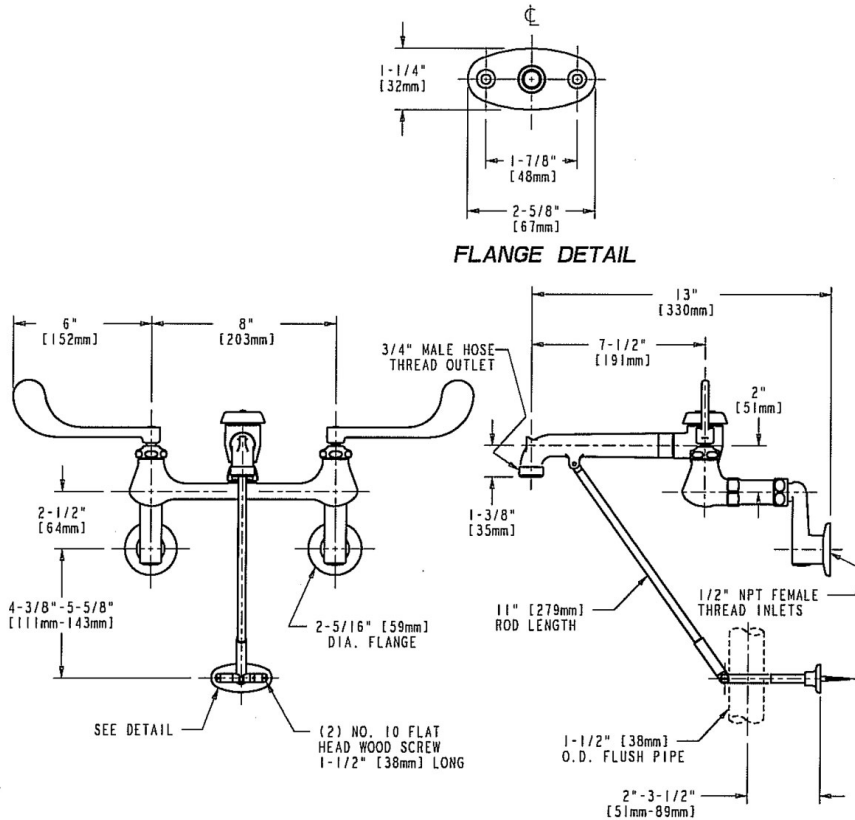 ℄
1-1/4"
[32mm]
1-7/8"
[48mm]
2-5/8"
[67mm]
FLANGE DETAIL
6"
[152mm]
8"
[203mm]
2-1/2"
[64mm]
4-3/8"-5-5/8"
[111mm-143mm]
2-5/16" [59mm]
DIA. FLANGE
SEE DETAIL
(2) NO. 10 FLAT
HEAD WOOD SCREW
1-1/2" [38mm] LONG
13"
[330mm]
7-1/2"
[191mm]
3/4" MALE HOSE
THREAD OUTLET
2"
[51mm]
1-3/8"
[35mm]
11" [279mm]
ROD LENGTH
1/2" NPT FEMALE
THREAD INLETS
1-1/2" [38mm]
O.D. FLUSH PIPE
2"-3-1/2"
[51mm-89mm]